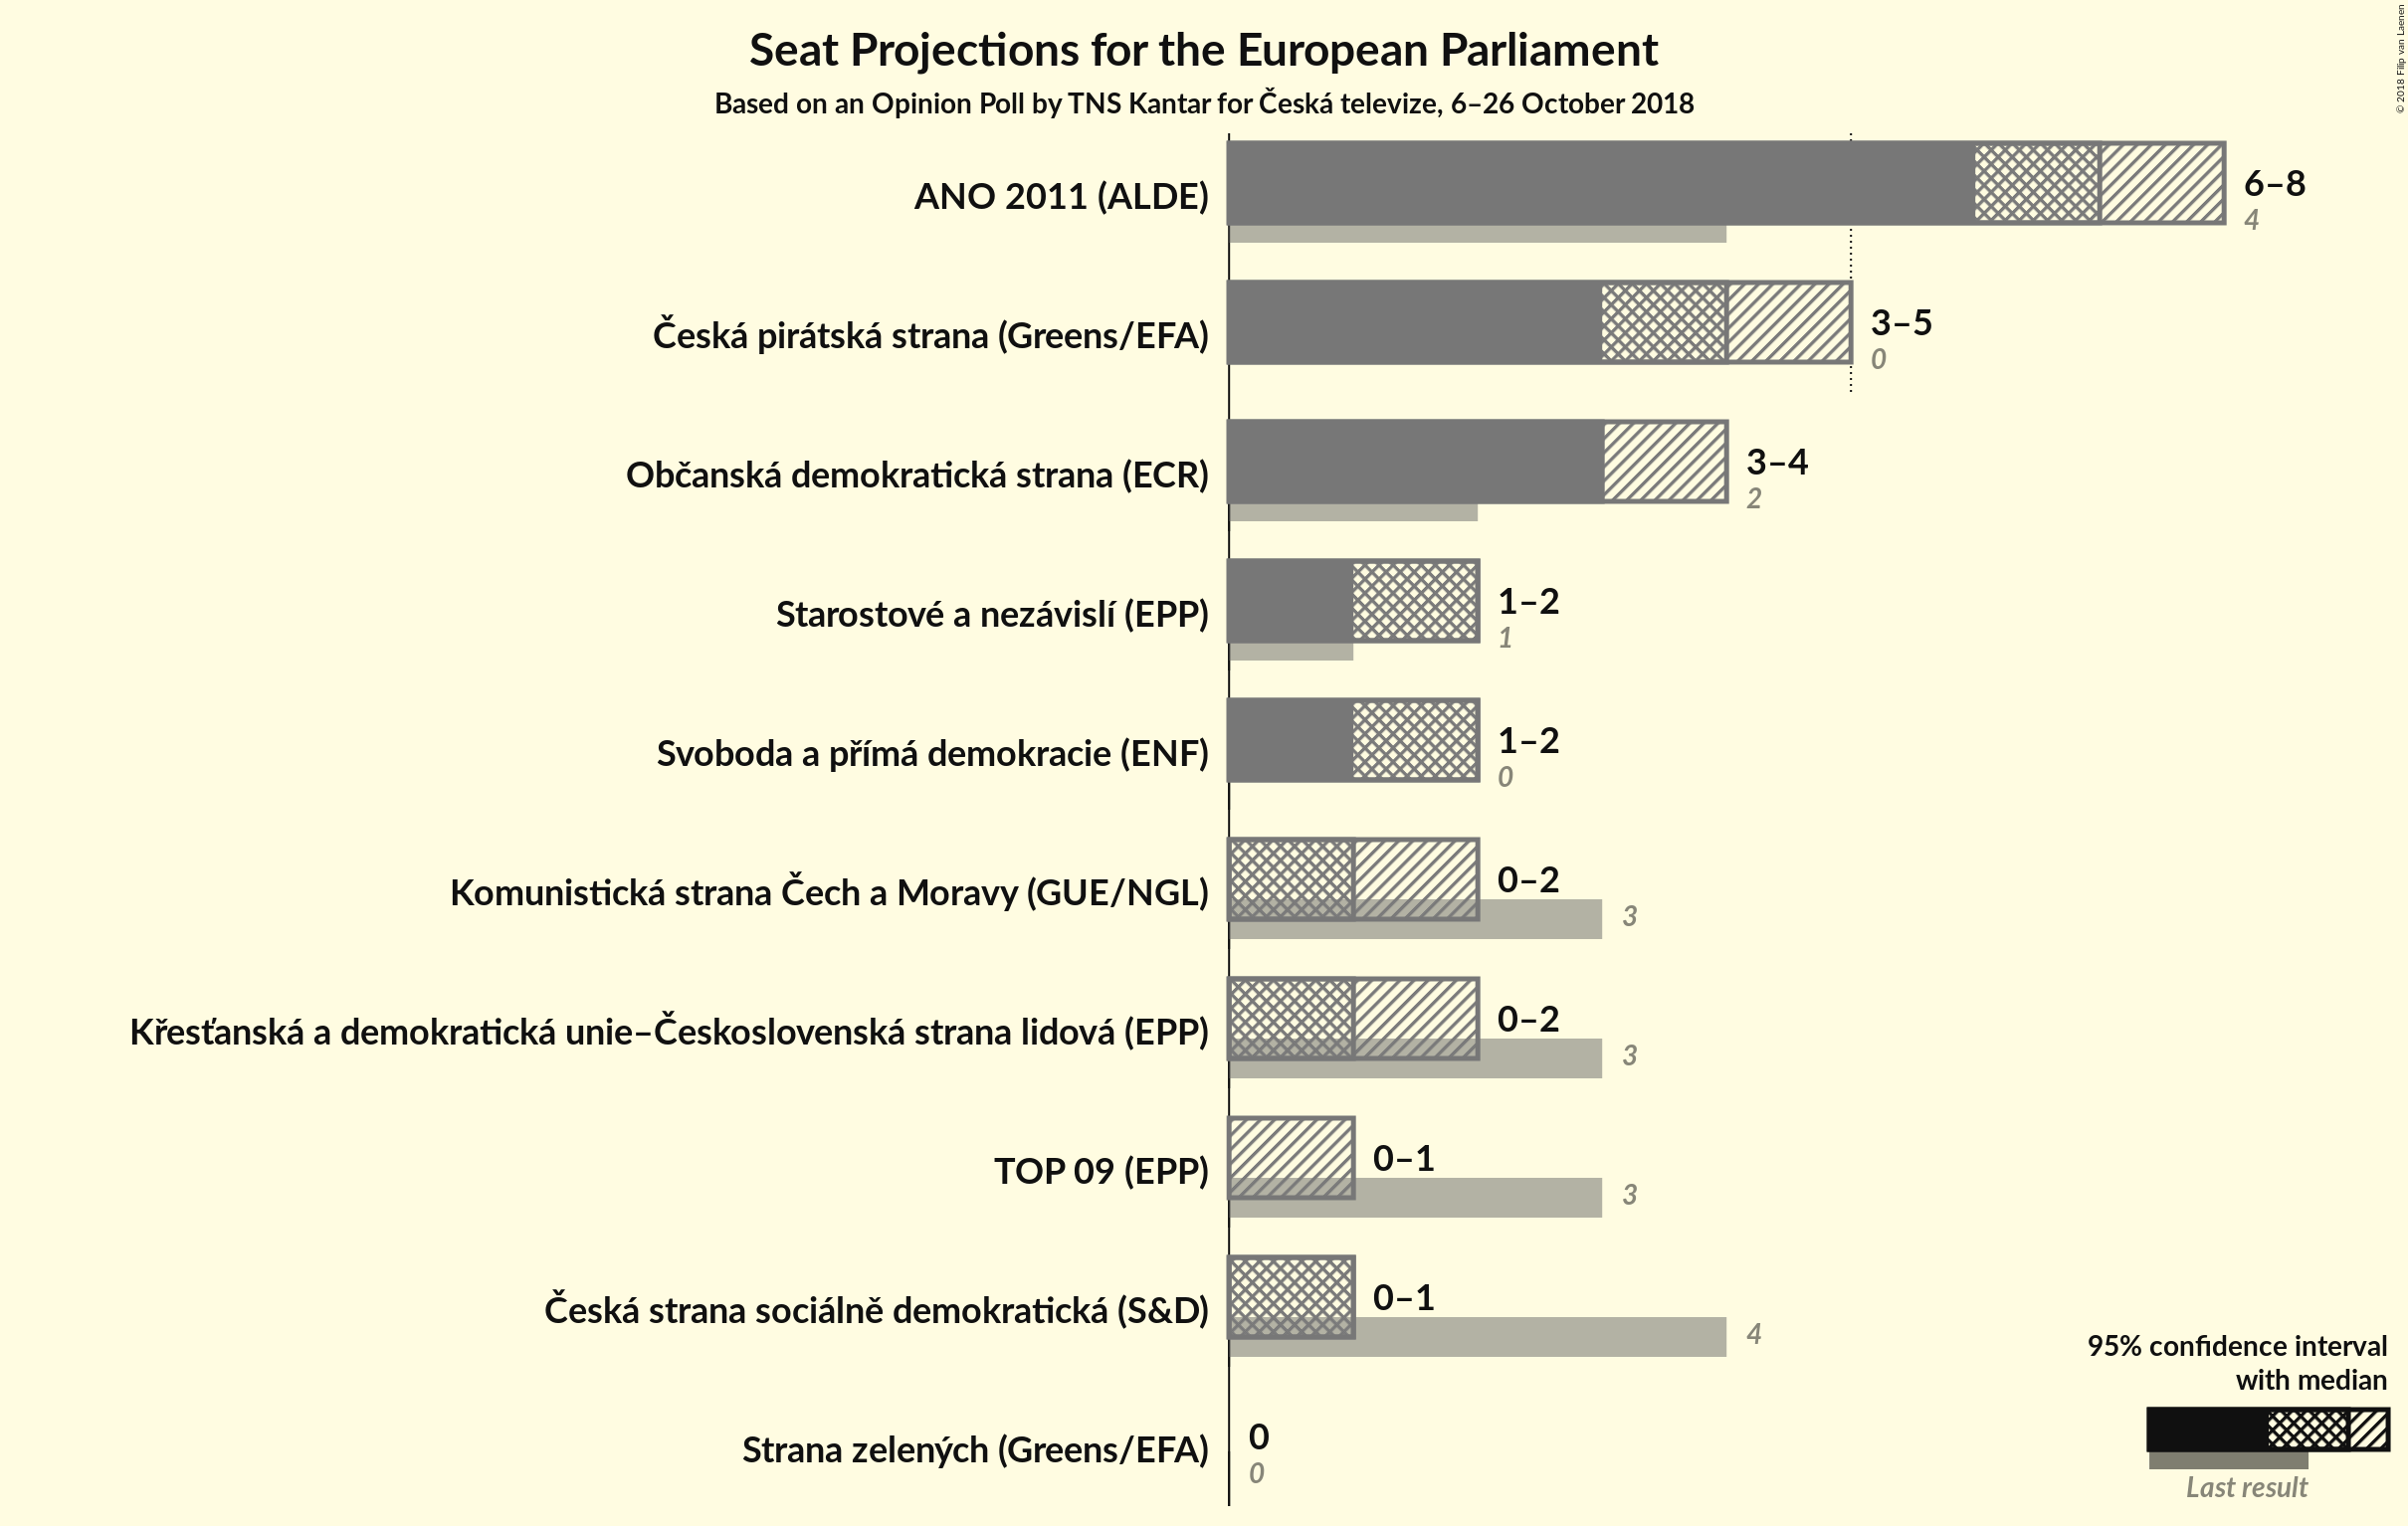 Seat Projections for the European Parliament
Based on an Opinion Poll by TNS Kantar for Česká televize, 6–26 October 2018
© 2018 Filip van Laenen
ANO 2011 (ALDE)
6–8
4
Česká pirátská strana (Greens/EFA)
3–5
0
Občanská demokratická strana (ECR)
3–4
2
Starostové a nezávislí (EPP)
1–2
1
Svoboda a přímá demokracie (ENF)
1–2
0
Komunistická strana Čech a Moravy (GUE/NGL)
0–2
3
Křesťanská a demokratická unie–Československá strana lidová (EPP)
0–2
3
TOP 09 (EPP)
0–1
3
Česká strana sociálně demokratická (S&D)
0–1
4
Strana zelených (Greens/EFA)
0
0
95% confidence interval
with median
Last result